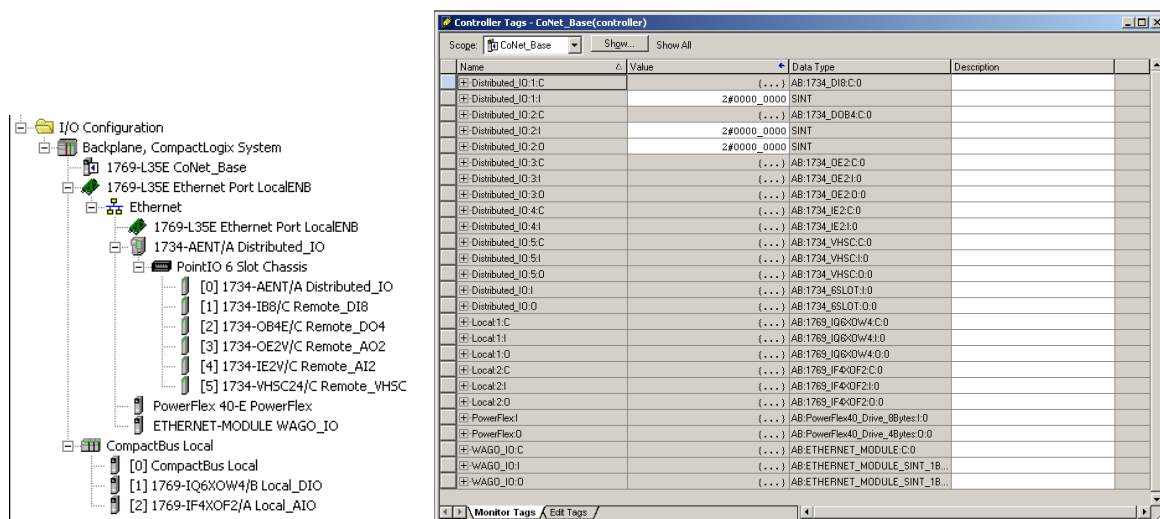 I/O Configuration
Backplane, CompactLogix System
1769-L35E CoNet_Base
1769-L35E Ethernet Port LocalENB
Ethernet
1769-L35E Ethernet Port LocalENB
1734-AENT/A Distributed_IO
PointIO 6 Slot Chassis
[0] 1734-AENT/A Distributed_IO
[1] 1734-IB8/C Remote_DI8
[2] 1734-OB4E/C Remote_DO4
[3] 1734-OE2V/C Remote_AO2
[4] 1734-IE2V/C Remote_AI2
[5] 1734-VHSC24/C Remote_VHSC
PowerFlex 40-E PowerFlex
ETHERNET-MODULE WAGO_IO
CompactBus Local
[0] CompactBus Local
[1] 1769-IQ6XOW4/B Local_DIO
[2] 1769-IF4XOF2/A Local_AIO
Controller Tags - CoNet_Base(controller)
Scope: CoNet_Base Show... Show All
Name Value Data Type Description
Distributed_IO:1:C {...} AB:1734_DI8:C:0
Distributed_IO:1:I 2#0000_0000 SINT
Distributed_IO:2:C {...} AB:1734_DOB4:C:0
Distributed_IO:2:I 2#0000_0000 SINT
Distributed_IO:2:O 2#0000_0000 SINT
Distributed_IO:3:C {...} AB:1734_OE2:C:0
Distributed_IO:3:I {...} AB:1734_OE2:I:0
Distributed_IO:3:O {...} AB:1734_OE2:O:0
Distributed_IO:4:C {...} AB:1734_IE2:C:0
Distributed_IO:4:I {...} AB:1734_IE2:I:0
Distributed_IO:5:C {...} AB:1734_VHSC:C:0
Distributed_IO:5:I {...} AB:1734_VHSC:I:0
Distributed_IO:5:O {...} AB:1734_VHSC:O:0
Distributed_IO:I {...} AB:1734_6SLOT:I:0
Distributed_IO:O {...} AB:1734_6SLOT:O:0
Local:1:C {...} AB:1769_IQ6XOW4:C:0
Local:1:I {...} AB:1769_IQ6XOW4:I:0
Local:1:O {...} AB:1769_IQ6XOW4:O:0
Local:2:C {...} AB:1769_IF4XOF2:C:0
Local:2:I {...} AB:1769_IF4XOF2:I:0
Local:2:O {...} AB:1769_IF4XOF2:O:0
PowerFlex:I {...} AB:PowerFlex40_Drive_8Bytes:I:0
PowerFlex:O {...} AB:PowerFlex40_Drive_4Bytes:O:0
WAGO_IO:C {...} AB:ETHERNET_MODULE:C:0
WAGO_IO:I {...} AB:ETHERNET_MODULE_SINT_1B...
WAGO_IO:O {...} AB:ETHERNET_MODULE_SINT_1B...
Monitor Tags Edit Tags